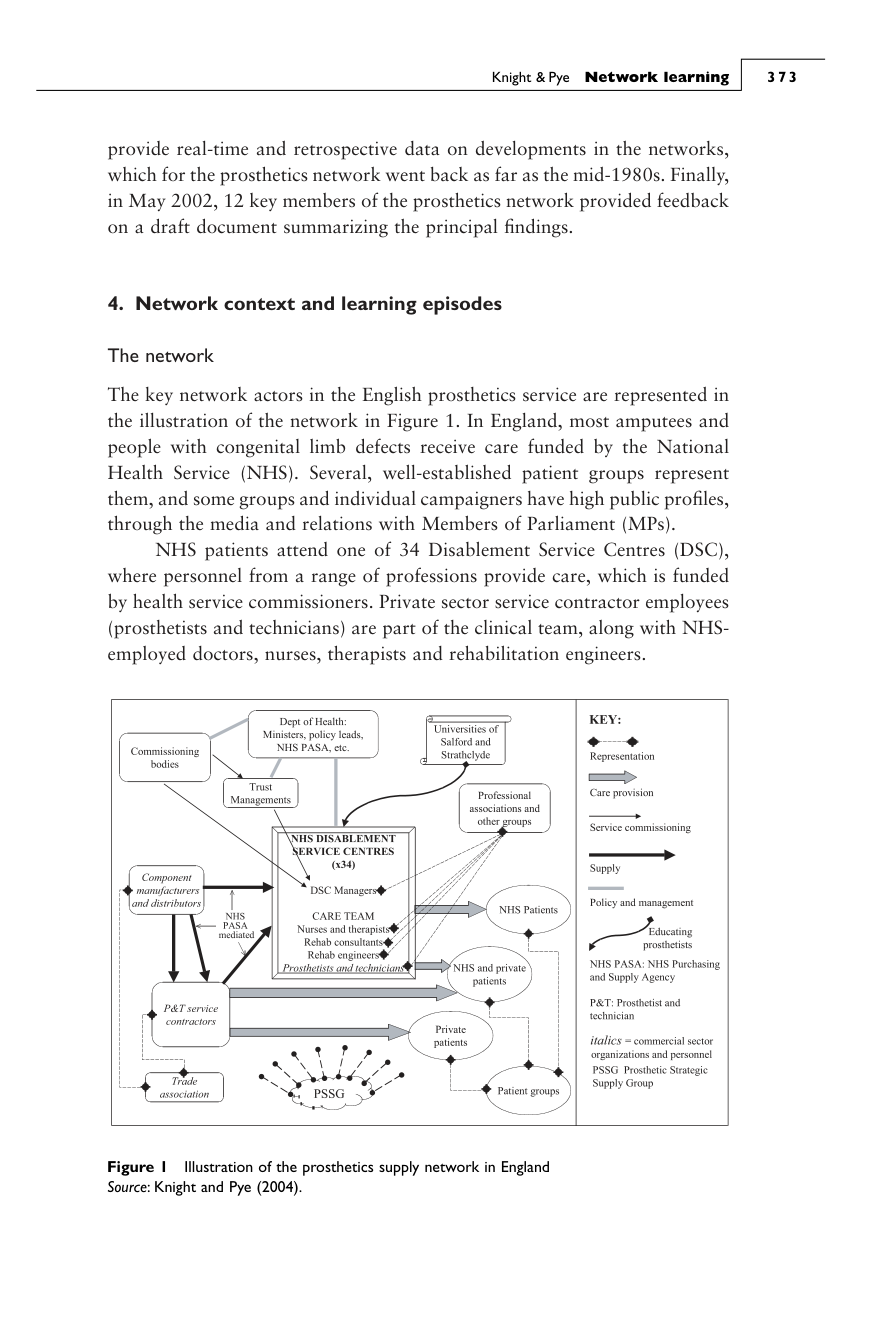 Knight & Pye Network learning 373
provide real-time and retrospective data on developments in the networks,
which for the prosthetics network went back as far as the mid-1980s. Finally,
in May 2002, 12 key members of the prosthetics network provided feedback
on a draft document summarizing the principal findings.
4. Network context and learning episodes
The network
The key network actors in the English prosthetics service are represented in
the illustration of the network in Figure 1. In England, most amputees and
people with congenital limb defects receive care funded by the National
Health Service (NHS). Several, well-established patient groups represent
them, and some groups and individual campaigners have high public profiles,
through the media and relations with Members of Parliament (MPs).
NHS patients attend one of 34 Disablement Service Centres (DSC),
where personnel from a range of professions provide care, which is funded
by health service commissioners. Private sector service contractor employees
(prosthetists and technicians) are part of the clinical team, along with NHS-
employed doctors, nurses, therapists and rehabilitation engineers.
Dept of Health:
Ministers, policy leads,
NHS PASA, etc.
Commissioning
bodies
Trust
Managements
Universities of
Salford and
Strathclyde
Professional
associations and
other groups
NHS DISABLEMENT
SERVICE CENTRES
(x34)
DSC Managers
CARE TEAM
Nurses and therapists
Rehab consultants
Rehab engineers
Prosthetists and technicians
Component
manufacturers
and distributors
NHS
PASA
mediated
P&T service
contractors
Trade
association
PSSG
NHS Patients
NHS and private
patients
Private
patients
Patient groups
KEY:
Representation
Care provision
Service commissioning
Supply
Policy and management
Educating
prosthetists
NHS PASA: NHS Purchasing
and Supply Agency
P&T: Prosthetist and
technician
italics = commercial sector
organizations and personnel
PSSG Prosthetic Strategic
Supply Group
Figure 1 Illustration of the prosthetics supply network in England
Source: Knight and Pye (2004).